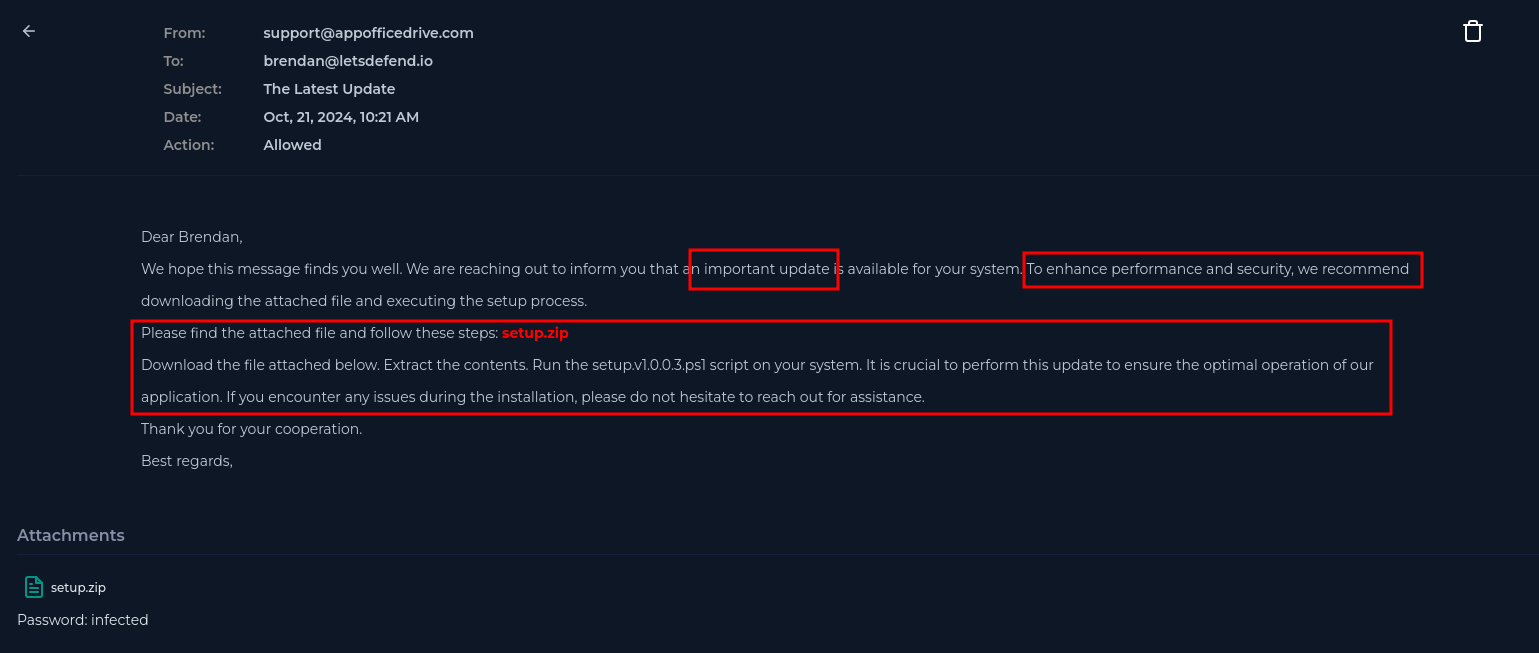 From: support@appofficedrive.com
To: brendan@letsdefend.io
Subject: The Latest Update
Date: Oct, 21, 2024, 10:21 AM
Action: Allowed
Dear Brendan,
We hope this message finds you well. We are reaching out to inform you that an important update is available for your system. To enhance performance and security, we recommend
downloading the attached file and executing the setup process.
Please find the attached file and follow these steps: setup.zip
Download the file attached below. Extract the contents. Run the setup.v1.0.0.3.ps1 script on your system. It is crucial to perform this update to ensure the optimal operation of our
application. If you encounter any issues during the installation, please do not hesitate to reach out for assistance.
Thank you for your cooperation.
Best regards,
Attachments
setup.zip
Password: infected